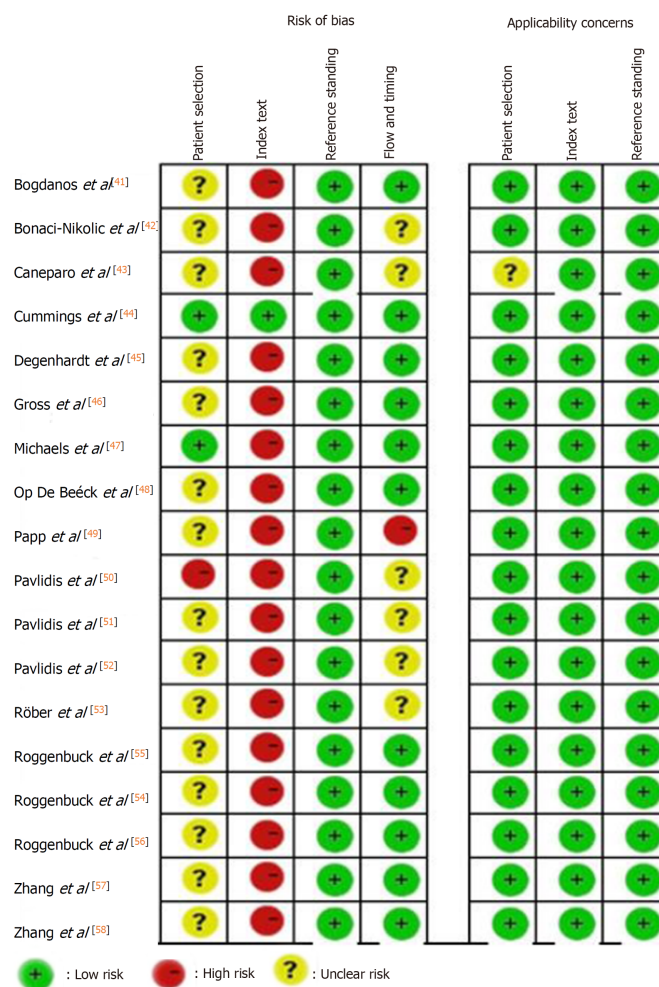 Risk of bias
Applicability concerns
Patient selection
Index text
Reference standing
Flow and timing
Patient selection
Index text
Reference standing
Bogdanos et al[41] ? - + + + + +
Bonaci-Nikolic et al[42] ? - + ? + + +
Caneparo et al[43] ? - + ? ? + +
Cummings et al[44] + + + + + + +
Degenhardt et al[45] ? - + + + + +
Gross et al[46] ? - + + + + +
Michaels et al[47] + - + + + + +
Op De Beéck et al[48] ? - + + + + +
Papp et al[49] ? - + - + + +
Pavlidis et al[50] - - + ? + + +
Pavlidis et al[51] ? - + ? + + +
Pavlidis et al[52] ? - + ? + + +
Röber et al[53] ? - + ? + + +
Roggenbuck et al[55] ? - + + + + +
Roggenbuck et al[54] ? - + + + + +
Roggenbuck et al[56] ? - + + + + +
Zhang et al[57] ? - + + + + +
Zhang et al[58] ? - + + + + +
+ : Low risk - : High risk ? : Unclear risk